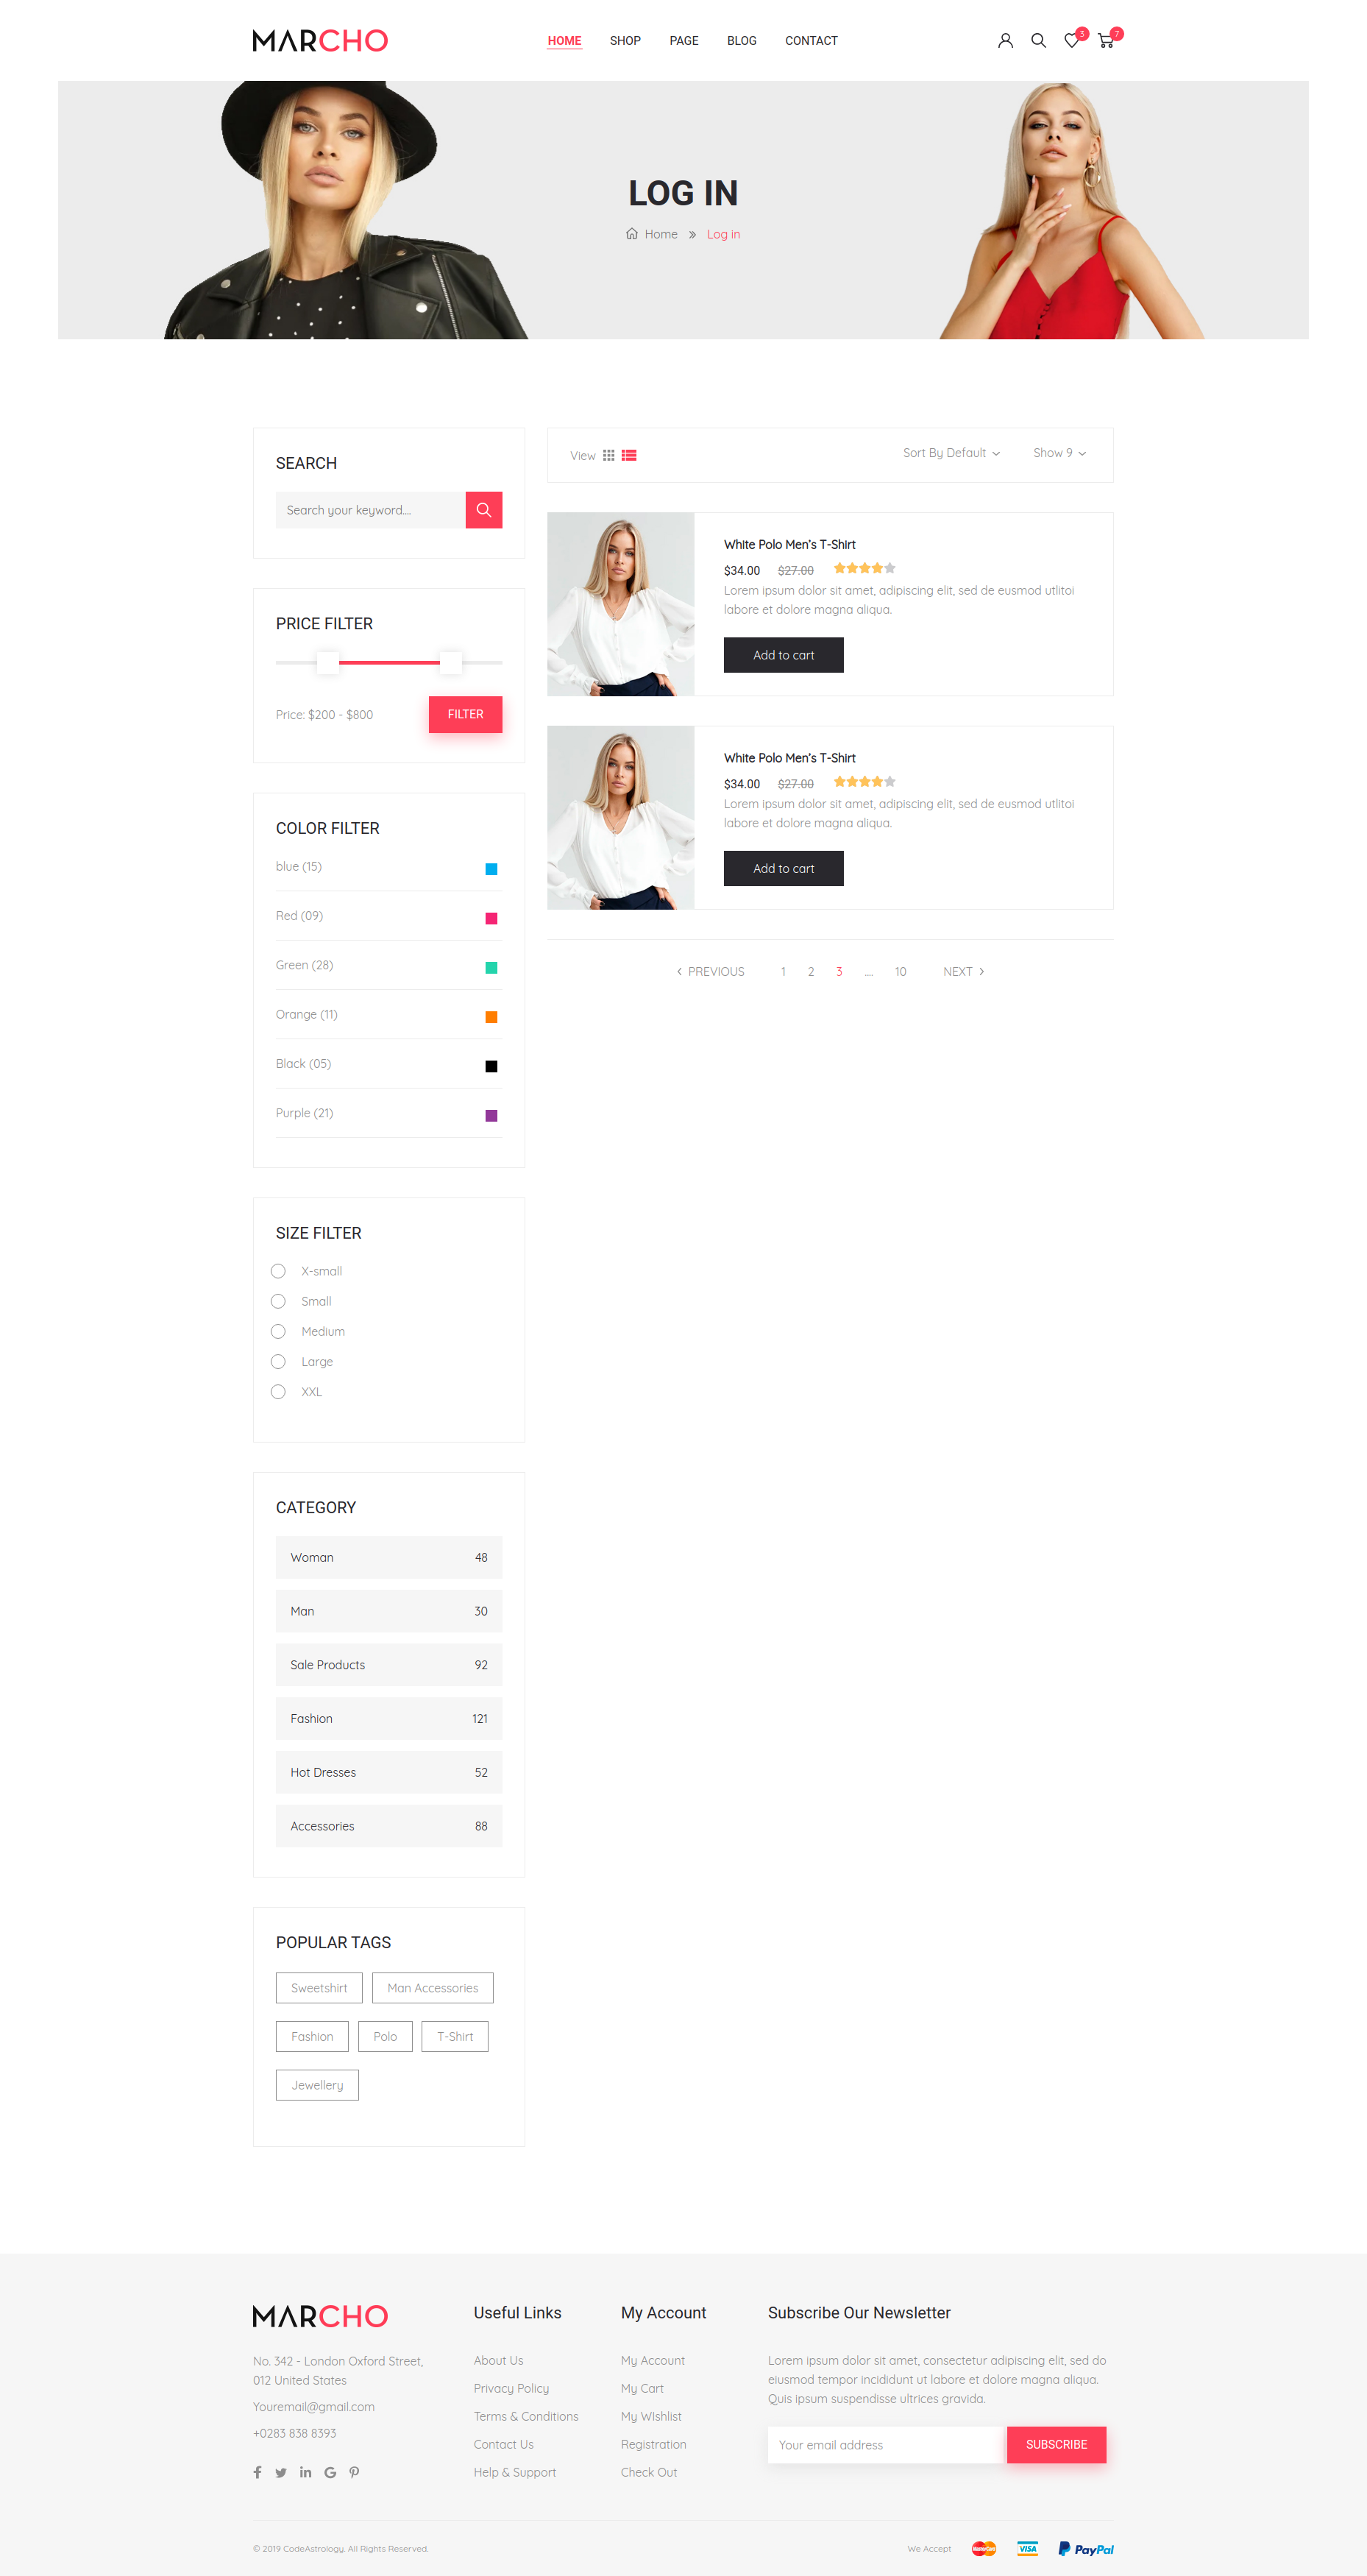 MARCHO
HOME SHOP PAGE BLOG CONTACT
3 7
LOG IN
Home » Log in
SEARCH
Search your keyword....
PRICE FILTER
Price: $200 - $800
FILTER
COLOR FILTER
blue (15)
Red (09)
Green (28)
Orange (11)
Black (05)
Purple (21)
SIZE FILTER
X-small
Small
Medium
Large
XXL
CATEGORY
Woman 48
Man 30
Sale Products 92
Fashion 121
Hot Dresses 52
Accessories 88
POPULAR TAGS
Sweetshirt Man Accessories
Fashion Polo T-Shirt
Jewellery
View Sort By Default Show 9
White Polo Men's T-Shirt
$34.00 $27.00
Lorem ipsum dolor sit amet, adipiscing elit, sed de eusmod utlitoi
labore et dolore magna aliqua.
Add to cart
White Polo Men's T-Shirt
$34.00 $27.00
Lorem ipsum dolor sit amet, adipiscing elit, sed de eusmod utlitoi
labore et dolore magna aliqua.
Add to cart
PREVIOUS 1 2 3 .... 10 NEXT
MARCHO
No. 342 - London Oxford Street,
012 United States
Youremail@gmail.com
+0283 838 8393
Useful Links
About Us
Privacy Policy
Terms & Conditions
Contact Us
Help & Support
My Account
My Account
My Cart
My WIshlist
Registration
Check Out
Subscribe Our Newsletter
Lorem ipsum dolor sit amet, consectetur adipiscing elit, sed do
eiusmod tempor incididunt ut labore et dolore magna aliqua.
Quis ipsum suspendisse ultrices gravida.
Your email address
SUBSCRIBE
© 2019 CodeAstrology. All Rights Reserved.
We Accept MasterCard VISA PayPal